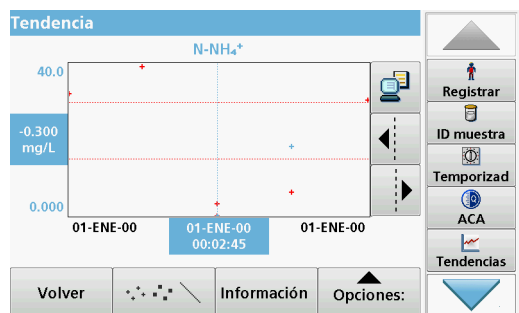 Tendencia
N-NH₄⁺
40.0
-0.300
mg/L
0.000
01-ENE-00
01-ENE-00
00:02:45
01-ENE-00
Volver
Información
Opciones:
Registrar
ID muestra
Temporizad
ACA
Tendencias